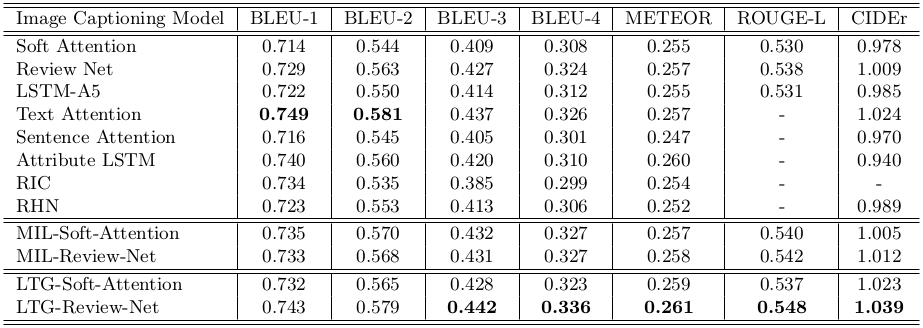 Image Captioning Model BLEU-1 BLEU-2 BLEU-3 BLEU-4 METEOR ROUGE-L CIDEr
Soft Attention 0.714 0.544 0.409 0.308 0.255 0.530 0.978
Review Net 0.729 0.563 0.427 0.324 0.257 0.538 1.009
LSTM-A5 0.722 0.550 0.414 0.312 0.255 0.531 0.985
Text Attention 0.749 0.581 0.437 0.326 0.257 - 1.024
Sentence Attention 0.716 0.545 0.405 0.301 0.247 - 0.970
Attribute LSTM 0.740 0.560 0.420 0.310 0.260 - 0.940
RIC 0.734 0.535 0.385 0.299 0.254 - -
RHN 0.723 0.553 0.413 0.306 0.252 - 0.989
MIL-Soft-Attention 0.735 0.570 0.432 0.327 0.257 0.540 1.005
MIL-Review-Net 0.733 0.568 0.431 0.327 0.258 0.542 1.012
LTG-Soft-Attention 0.732 0.565 0.428 0.323 0.259 0.537 1.023
LTG-Review-Net 0.743 0.579 0.442 0.336 0.261 0.548 1.039